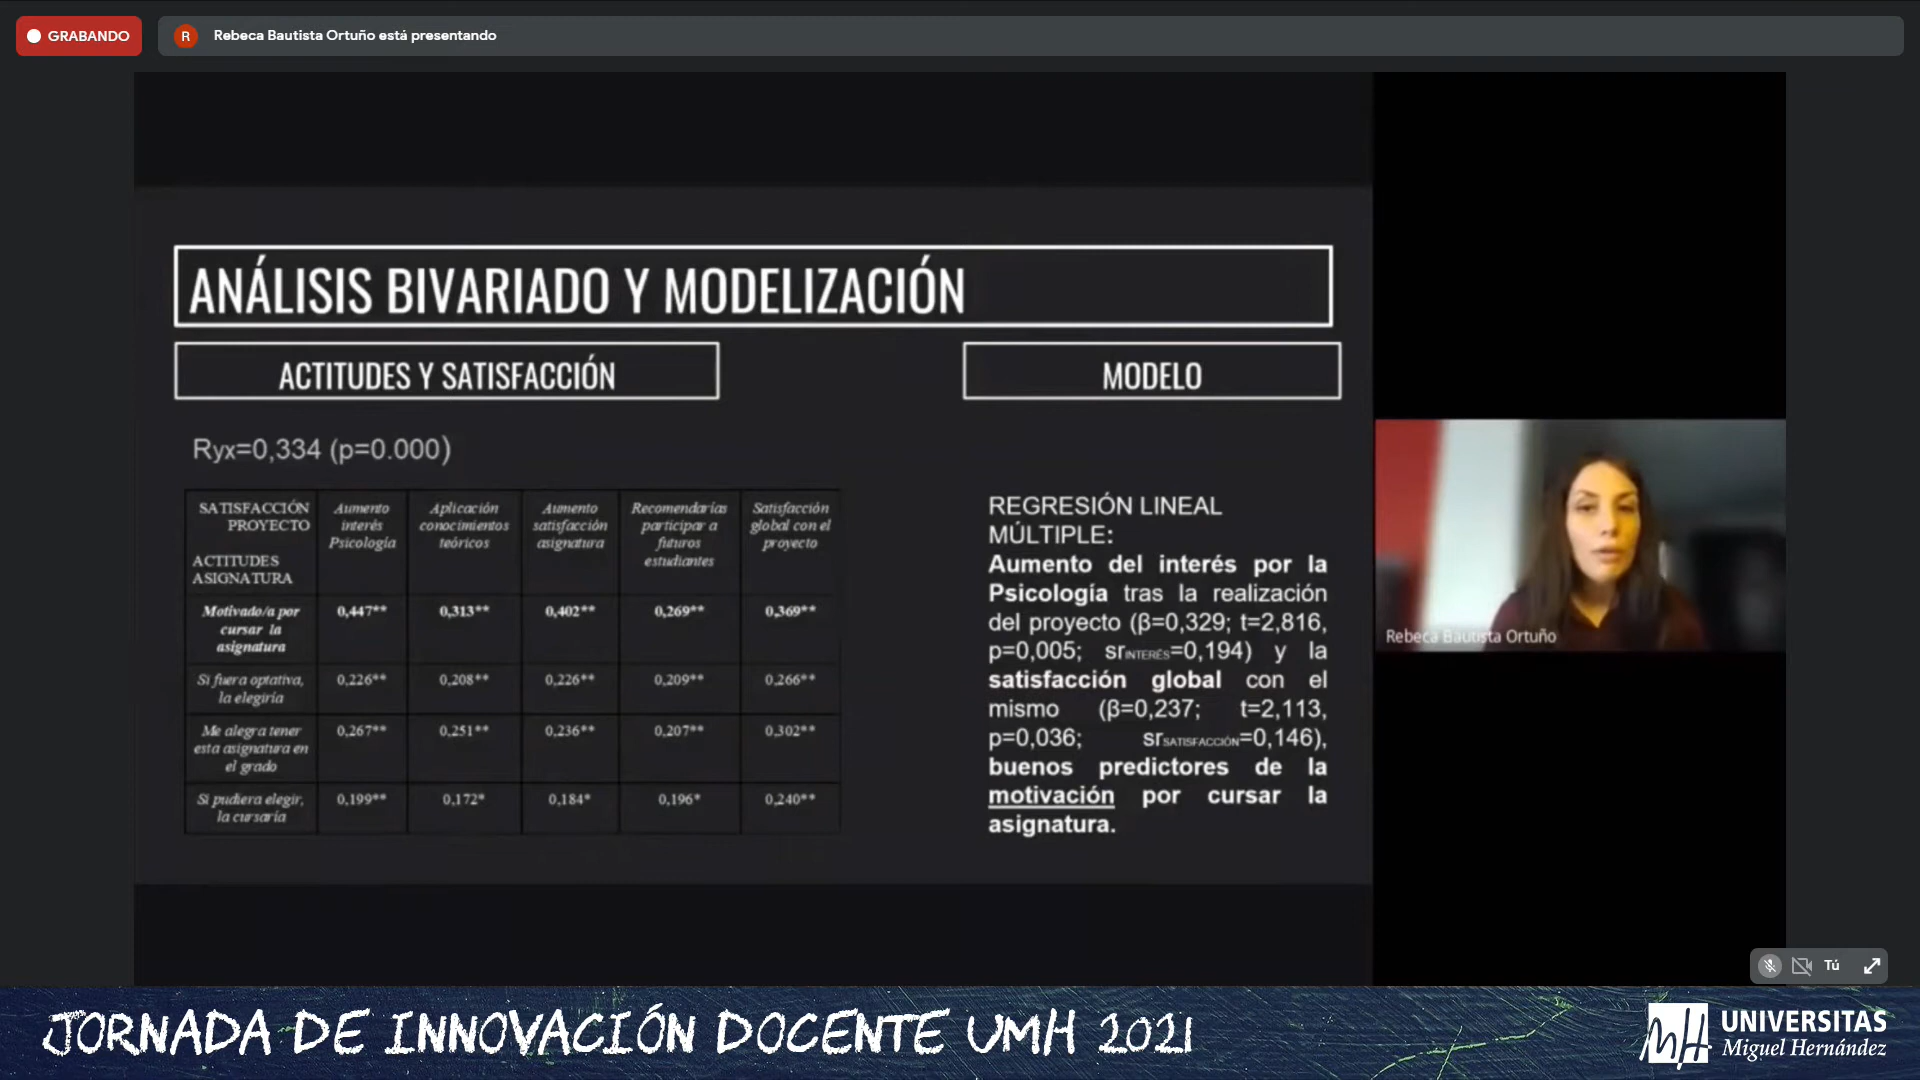 GRABANDO
R
Rebeca Bautista Ortuño está presentando
ANÁLISIS BIVARIADO Y MODELIZACIÓN
ACTITUDES Y SATISFACCIÓN
MODELO
Ryx=0,334 (p=0.000)
SATISFACCIÓN PROYECTO
ACTITUDES ASIGNATURA
Aumento interés Psicología
Aplicación conocimientos teóricos
Aumento satisfacción asignatura
Recomendarías participar a futuros estudiantes
Satisfacción global con el proyecto
Motivado/a por cursar la asignatura
0,447** 0,313** 0,402** 0,269** 0,369**
Si fuera optativa, la elegiría
0,226** 0,208** 0,226** 0,209** 0,266**
Me alegra tener esta asignatura en el grado
0,267** 0,251** 0,236** 0,207** 0,302**
Si pudiera elegir, la cursaría
0,199** 0,172* 0,184* 0,196* 0,240**
REGRESIÓN LINEAL
MÚLTIPLE:
Aumento del interés por la
Psicología tras la realización
del proyecto (β=0,329; t=2,816,
p=0,005; srINTERÉS=0,194) y la
satisfacción global con el
mismo (β=0,237; t=2,113,
p=0,036; srSATISFACCIÓN=0,146),
buenos predictores de la
motivación por cursar la
asignatura.
Rebeca Bautista Ortuño
Tú
JORNADA DE INNOVACIÓN DOCENTE UMH 2021
MH
UNIVERSITAS
Miguel Hernández